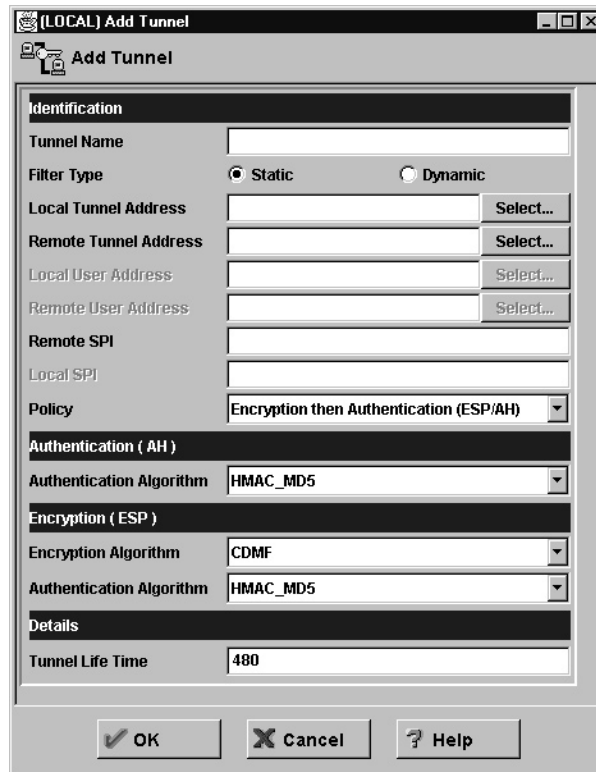 (LOCAL) Add Tunnel
Add Tunnel
Identification
Tunnel Name
Filter Type Static Dynamic
Local Tunnel Address Select...
Remote Tunnel Address Select...
Local User Address Select...
Remote User Address Select...
Remote SPI
Local SPI
Policy Encryption then Authentication (ESP/AH)
Authentication ( AH )
Authentication Algorithm HMAC_MD5
Encryption ( ESP )
Encryption Algorithm CDMF
Authentication Algorithm HMAC_MD5
Details
Tunnel Life Time 480
OK Cancel ? Help